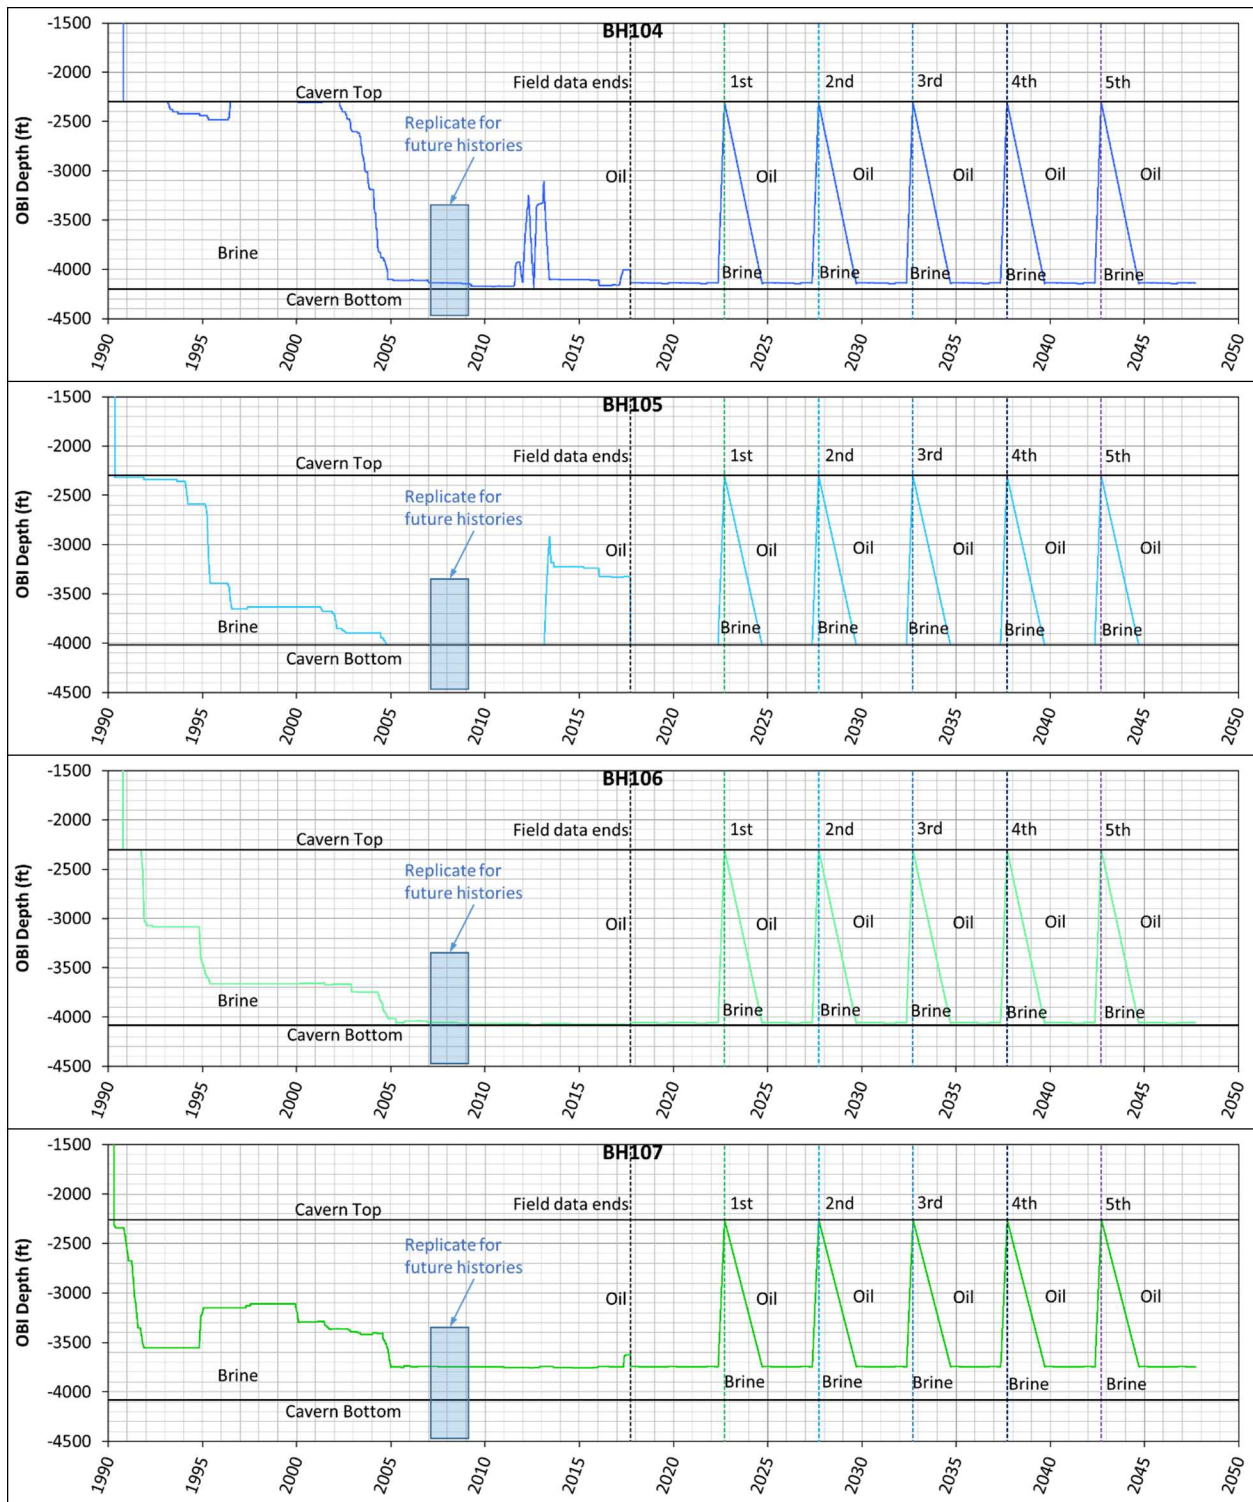 BH104
-1500
-2000
-2500
-3000
-3500
-4000
-4500
OBI Depth (ft)
Field data ends
1st
2nd
3rd
4th
5th
Cavern Top
Replicate for
future histories
Oil
Oil
Oil
Oil
Oil
Oil
Brine
Brine
Brine
Brine
Brine
Brine
Cavern Bottom
1990
1995
2000
2005
2010
2015
2020
2025
2030
2035
2040
2045
2050
BH105
-1500
-2000
-2500
-3000
-3500
-4000
-4500
OBI Depth (ft)
Field data ends
1st
2nd
3rd
4th
5th
Cavern Top
Replicate for
future histories
Oil
Oil
Oil
Oil
Oil
Oil
Brine
Brine
Brine
Brine
Brine
Brine
Cavern Bottom
1990
1995
2000
2005
2010
2015
2020
2025
2030
2035
2040
2045
2050
BH106
-1500
-2000
-2500
-3000
-3500
-4000
-4500
OBI Depth (ft)
Field data ends
1st
2nd
3rd
4th
5th
Cavern Top
Replicate for
future histories
Oil
Oil
Oil
Oil
Oil
Oil
Brine
Brine
Brine
Brine
Brine
Brine
Cavern Bottom
1990
1995
2000
2005
2010
2015
2020
2025
2030
2035
2040
2045
2050
BH107
-1500
-2000
-2500
-3000
-3500
-4000
-4500
OBI Depth (ft)
Field data ends
1st
2nd
3rd
4th
5th
Cavern Top
Replicate for
future histories
Oil
Oil
Oil
Oil
Oil
Oil
Brine
Brine
Brine
Brine
Brine
Brine
Cavern Bottom
1990
1995
2000
2005
2010
2015
2020
2025
2030
2035
2040
2045
2050